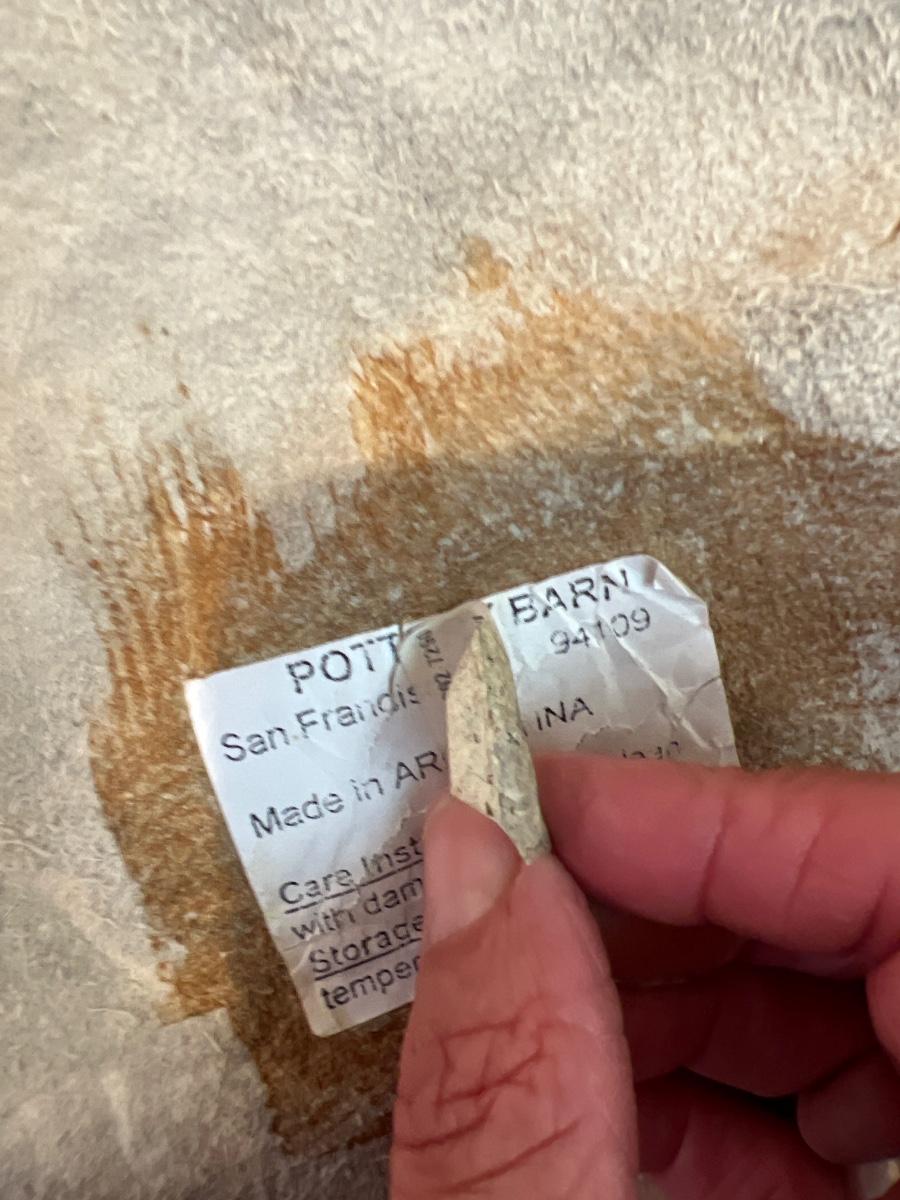 POTT BARN
San Francis 94109
Made in AR INA
Care Inst
with dam
Storage
temper